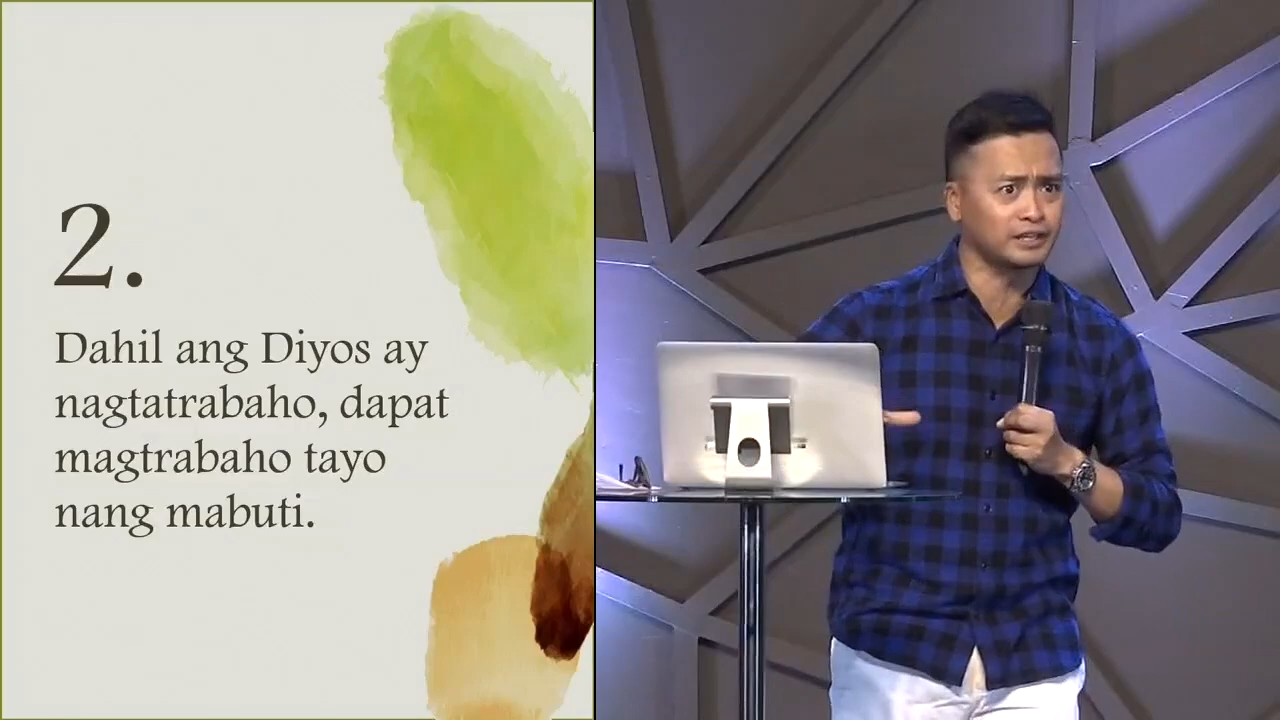 2.
Dahil ang Diyos ay
nagtatrabaho, dapat
magtrabaho tayo
nang mabuti.